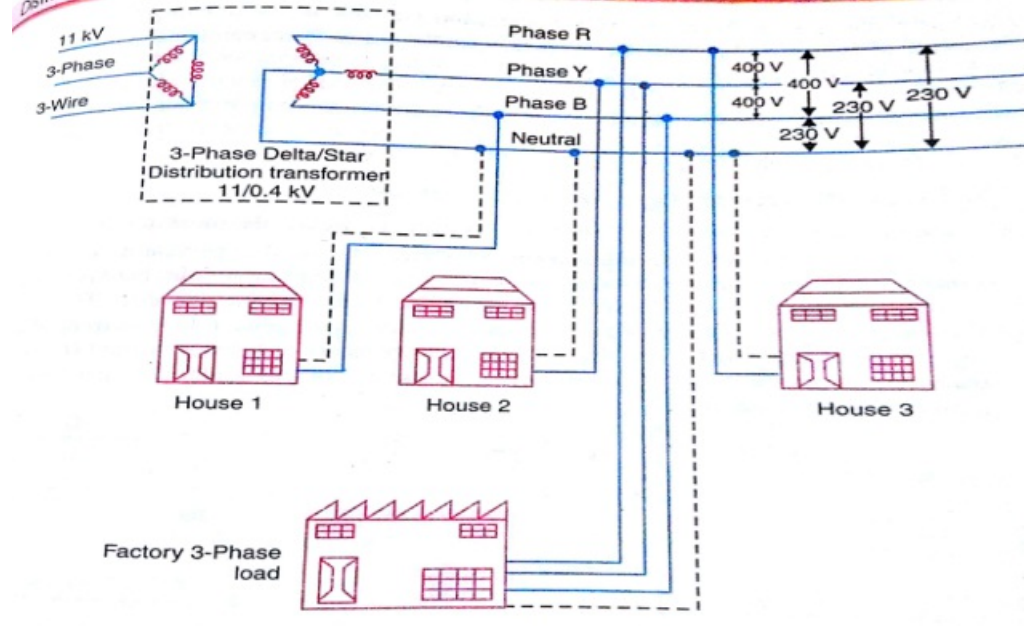 11 kV
3-Phase
3-Wire
3-Phase Delta/Star
Distribution transformer
11/0.4 kV
Phase R
Phase Y
Phase B
Neutral
400 V
400 V
400 V
230 V
230 V
230 V
House 1
House 2
House 3
Factory 3-Phase
load